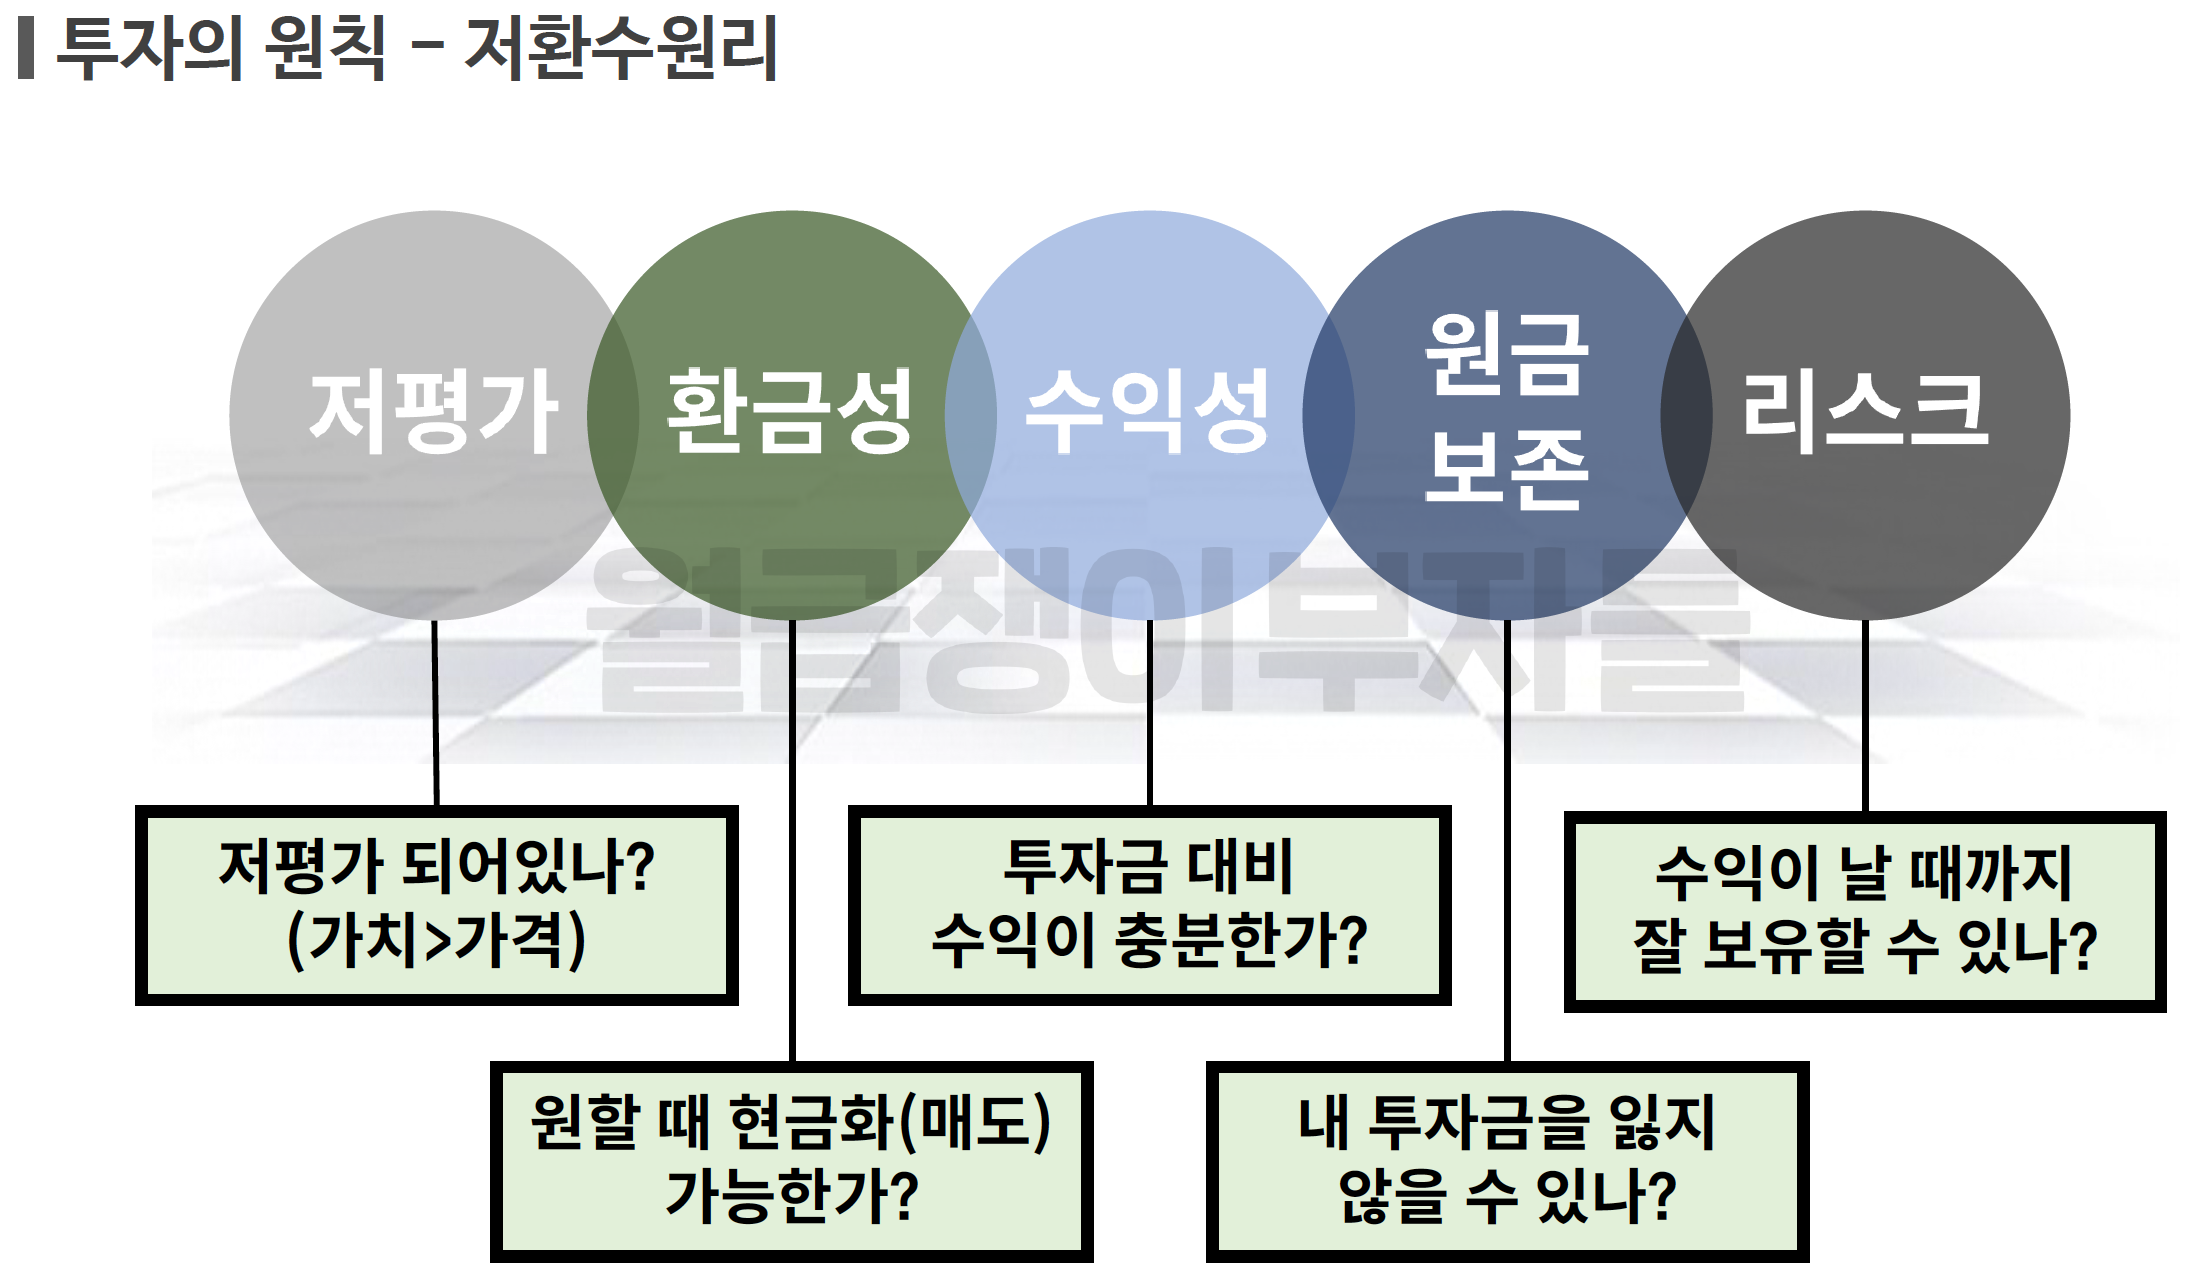 투자의 원칙 - 저환수원리
저평가
환금성
수익성
원금
보존
리스크
월급쟁이부자들
저평가 되어있나?
(가치>가격)
투자금 대비
수익이 충분한가?
수익이 날 때까지
잘 보유할 수 있나?
원할 때 현금화(매도)
가능한가?
내 투자금을 잃지
않을 수 있나?